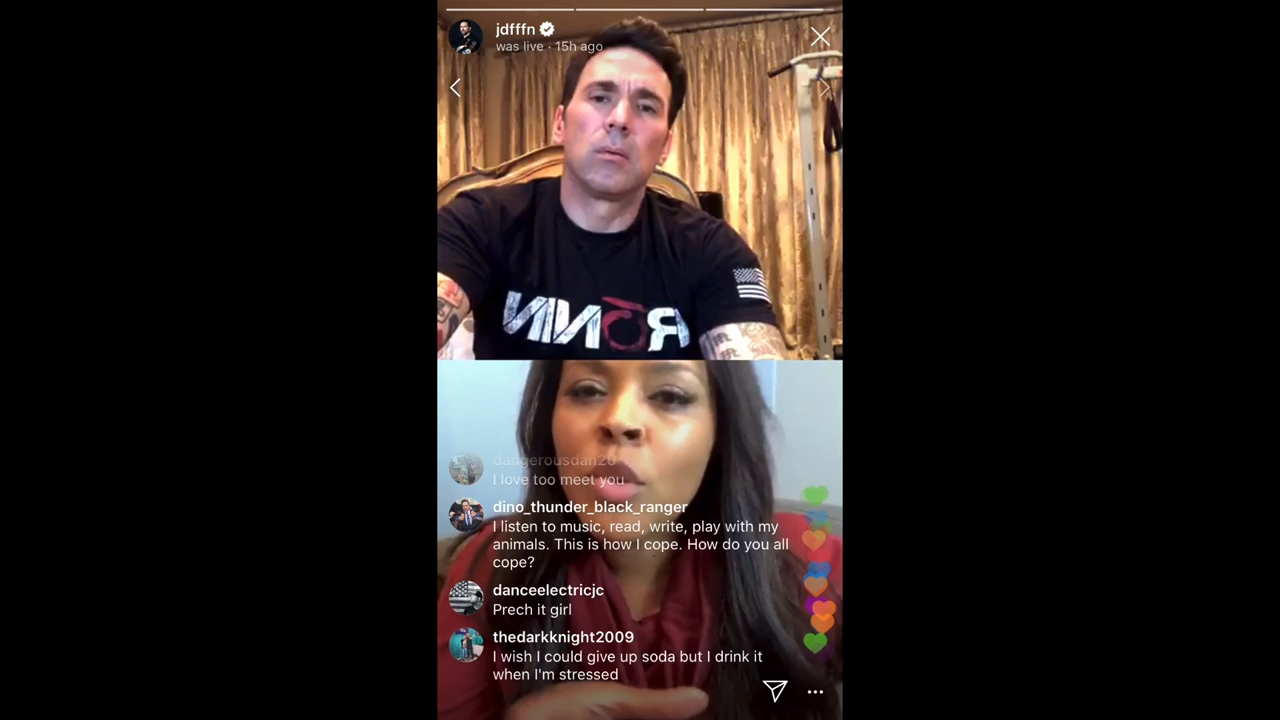 jdfffn
was live · 15h ago
RŌNIN
dangerousdan20
I love too meet you
dino_thunder_black_ranger
I listen to music, read, write, play with my
animals. This is how I cope. How do you all
cope?
danceelectricjc
Prech it girl
thedarkknight2009
I wish I could give up soda but I drink it
when I'm stressed